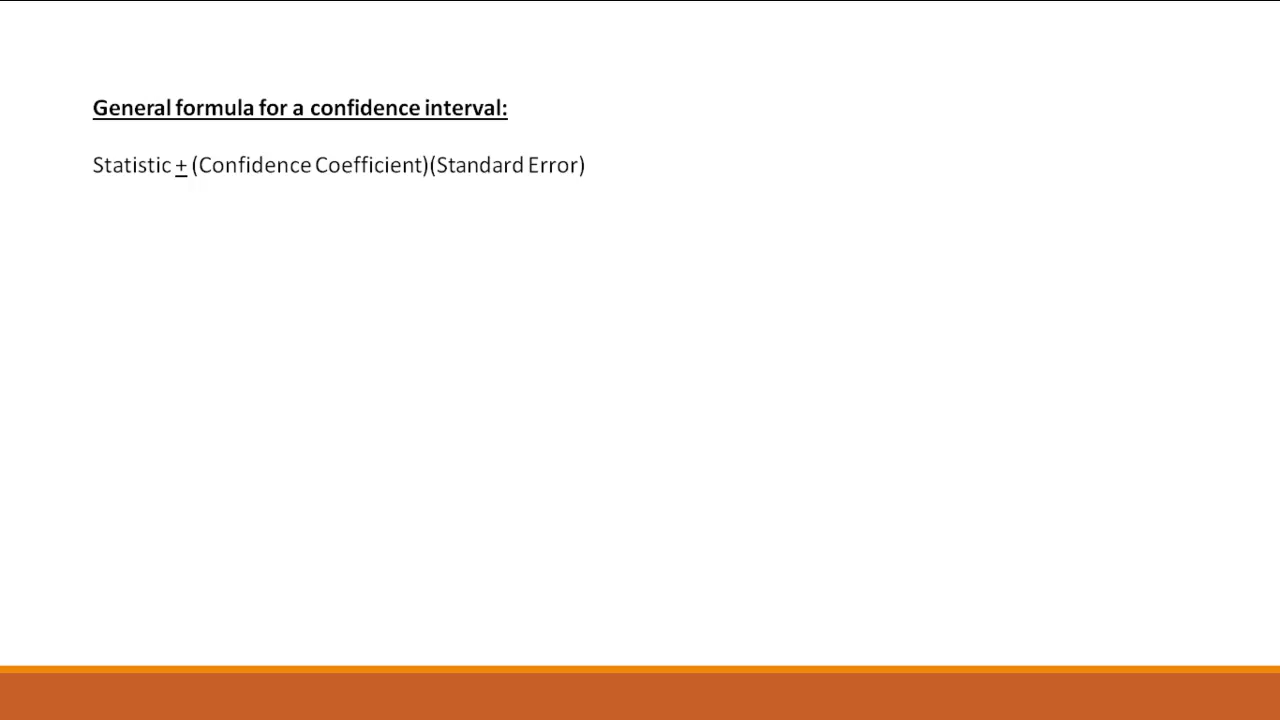 General formula for a confidence interval:
Statistic ± (Confidence Coefficient)(Standard Error)